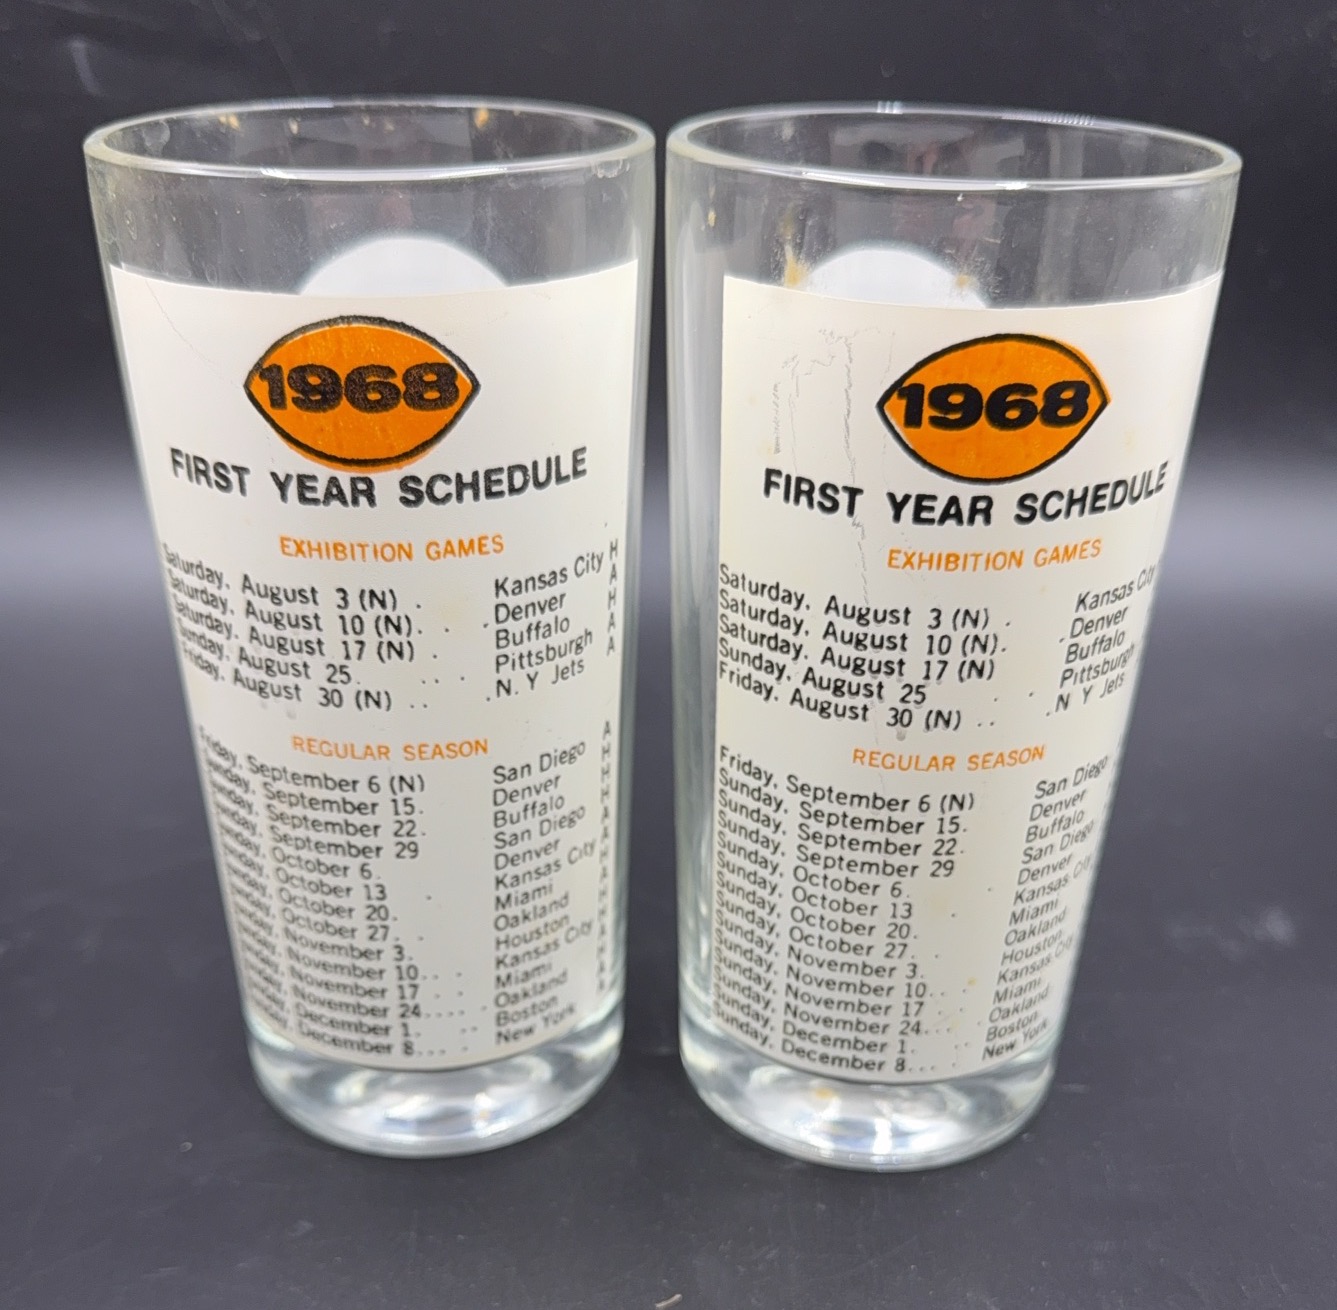 1968
FIRST YEAR SCHEDULE
EXHIBITION GAMES
Saturday, August 3 (N) . Kansas City H
Saturday, August 10 (N). . . Denver A
Saturday, August 17 (N) . Buffalo H
Sunday, August 25. . . . . Pittsburgh A
Friday, August 30 (N) . . . N. Y Jets A
REGULAR SEASON
Friday, September 6 (N) San Diego A
Sunday, September 15. Denver H
Sunday, September 22. Buffalo H
Sunday, September 29 San Diego H
Sunday, October 6. Denver A
Sunday, October 13 . Kansas City A
Sunday, October 20. Miami
Sunday, October 27. . Oakland
Sunday, November 3. Houston
Sunday, November 10... . Kansas City
Sunday, November 17 . . . Miami
Sunday, November 24.... . Oakland
Sunday, December 1. .. Boston
Sunday, December 8... . New York
1968
FIRST YEAR SCHEDULE
EXHIBITION GAMES
Saturday, August 3 (N) . Kansas City
Saturday, August 10 (N). . Denver
Saturday, August 17 (N) Buffalo
Sunday, August 25 . . Pittsburgh
Friday, August 30 (N) .. . N Y Jets
REGULAR SEASON
Friday, September 6 (N) San Diego
Sunday, September 15. Denver
Sunday, September 22. Buffalo
Sunday, September 29 San Diego
Sunday, October 6. . Denver
Sunday, October 13 . Kansas City
Sunday, October 20. Miami
Sunday, October 27. . Oakland
Sunday, November 3. Houston
Sunday, November 10.. . Kansas City
Sunday, November 17 . . Miami
Sunday, November 24... . Oakland
Sunday, December 1. .. Boston
Sunday, December 8... . New York